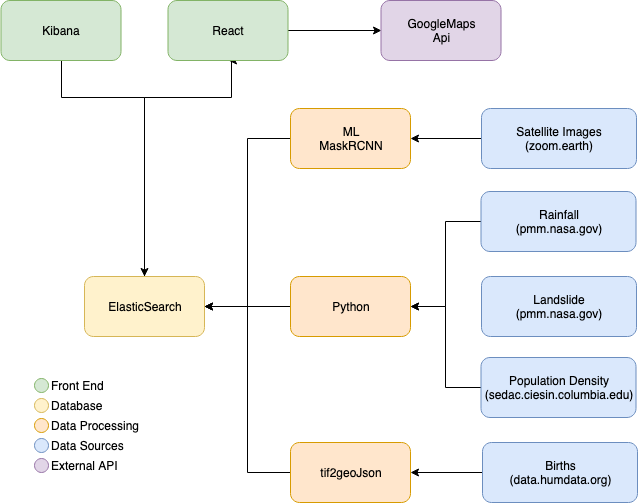 Kibana
React
GoogleMaps
Api
ML
MaskRCNN
Satellite Images
(zoom.earth)
Rainfall
(pmm.nasa.gov)
ElasticSearch
Python
Landslide
(pmm.nasa.gov)
Population Density
(sedac.ciesin.columbia.edu)
Front End
Database
Data Processing
Data Sources
External API
tif2geoJson
Births
(data.humdata.org)